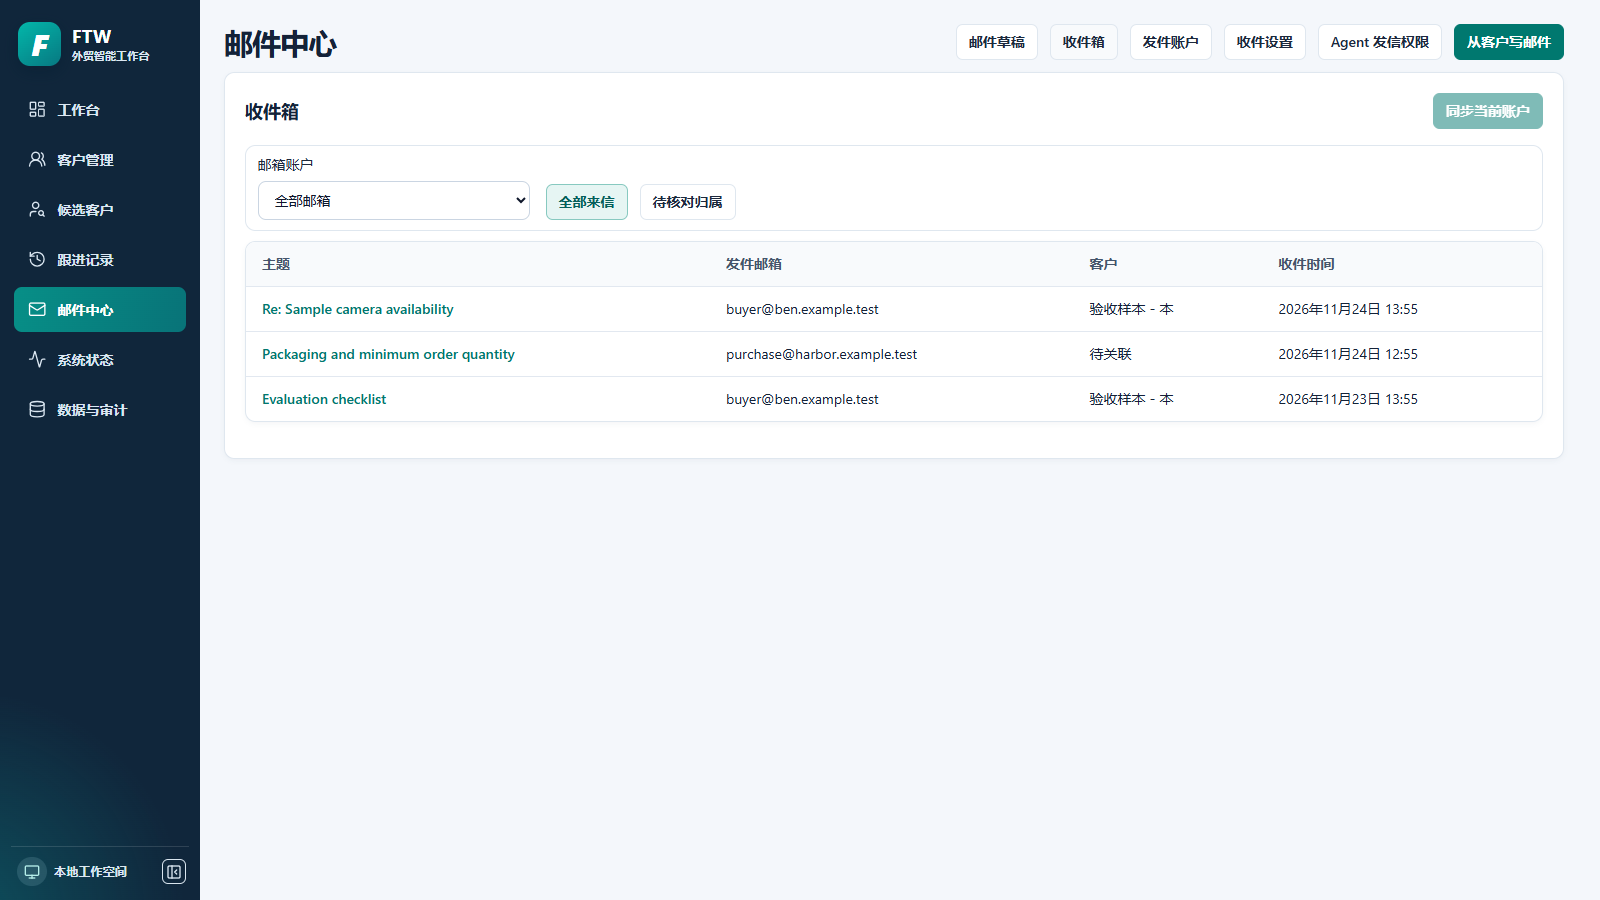 F
FTW
外贸智能工作台
工作台
客户管理
候选客户
跟进记录
邮件中心
系统状态
数据与审计
本地工作空间
邮件中心
邮件草稿
收件箱
发件账户
收件设置
Agent 发信权限
从客户写邮件
收件箱
同步当前账户
邮箱账户
全部邮箱
全部来信
待核对归属
主题 发件邮箱 客户 收件时间
Re: Sample camera availability buyer@ben.example.test 验收样本 - 本 2026年11月24日 13:55
Packaging and minimum order quantity purchase@harbor.example.test 待关联 2026年11月24日 12:55
Evaluation checklist buyer@ben.example.test 验收样本 - 本 2026年11月23日 13:55